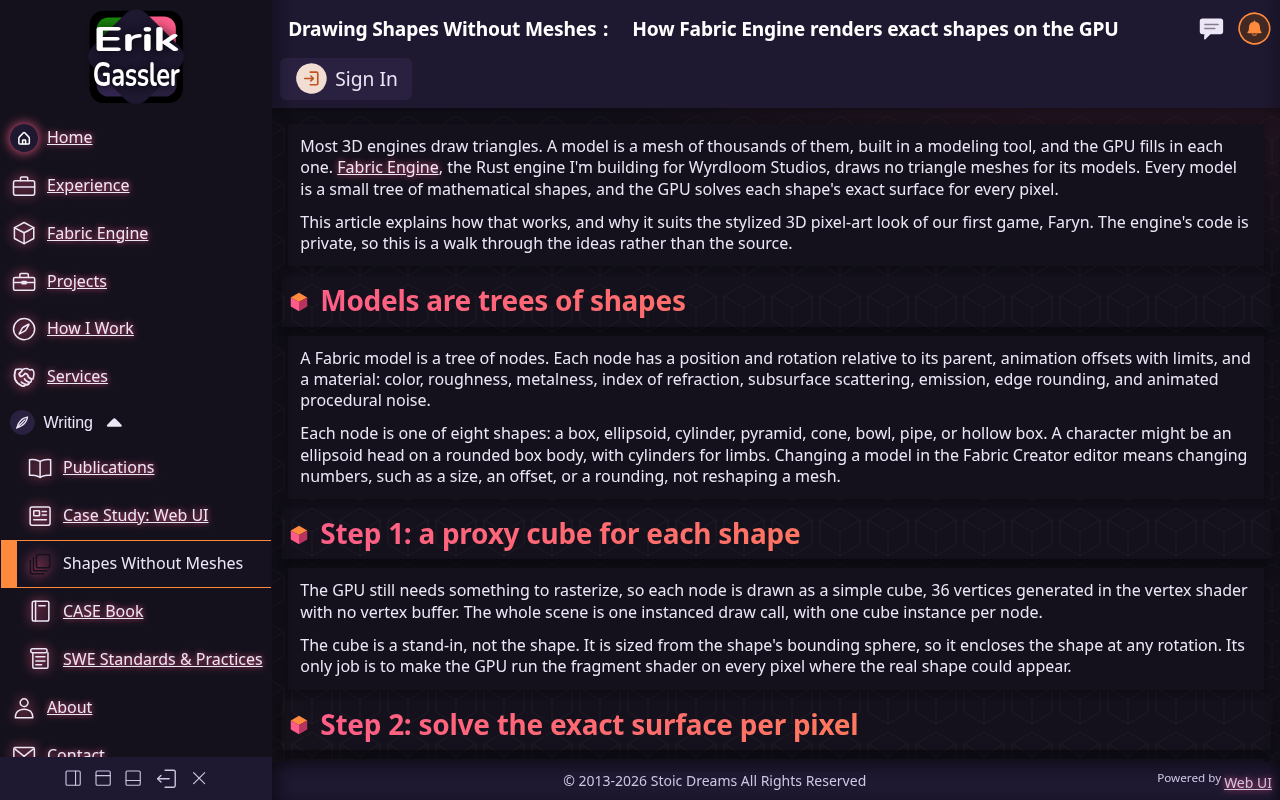 Erik
Gassler
Home
Experience
Fabric Engine
Projects
How I Work
Services
Writing
Publications
Case Study: Web UI
Shapes Without Meshes
CASE Book
SWE Standards & Practices
About
Contact
Drawing Shapes Without Meshes : How Fabric Engine renders exact shapes on the GPU
Sign In
Most 3D engines draw triangles. A model is a mesh of thousands of them, built in a modeling tool, and the GPU fills in each
one. Fabric Engine, the Rust engine I'm building for Wyrdloom Studios, draws no triangle meshes for its models. Every model
is a small tree of mathematical shapes, and the GPU solves each shape's exact surface for every pixel.
This article explains how that works, and why it suits the stylized 3D pixel-art look of our first game, Faryn. The engine's code is
private, so this is a walk through the ideas rather than the source.
Models are trees of shapes
A Fabric model is a tree of nodes. Each node has a position and rotation relative to its parent, animation offsets with limits, and
a material: color, roughness, metalness, index of refraction, subsurface scattering, emission, edge rounding, and animated
procedural noise.
Each node is one of eight shapes: a box, ellipsoid, cylinder, pyramid, cone, bowl, pipe, or hollow box. A character might be an
ellipsoid head on a rounded box body, with cylinders for limbs. Changing a model in the Fabric Creator editor means changing
numbers, such as a size, an offset, or a rounding, not reshaping a mesh.
Step 1: a proxy cube for each shape
The GPU still needs something to rasterize, so each node is drawn as a simple cube, 36 vertices generated in the vertex shader
with no vertex buffer. The whole scene is one instanced draw call, with one cube instance per node.
The cube is a stand-in, not the shape. It is sized from the shape's bounding sphere, so it encloses the shape at any rotation. Its
only job is to make the GPU run the fragment shader on every pixel where the real shape could appear.
Step 2: solve the exact surface per pixel
© 2013-2026 Stoic Dreams All Rights Reserved
Powered by Web UI